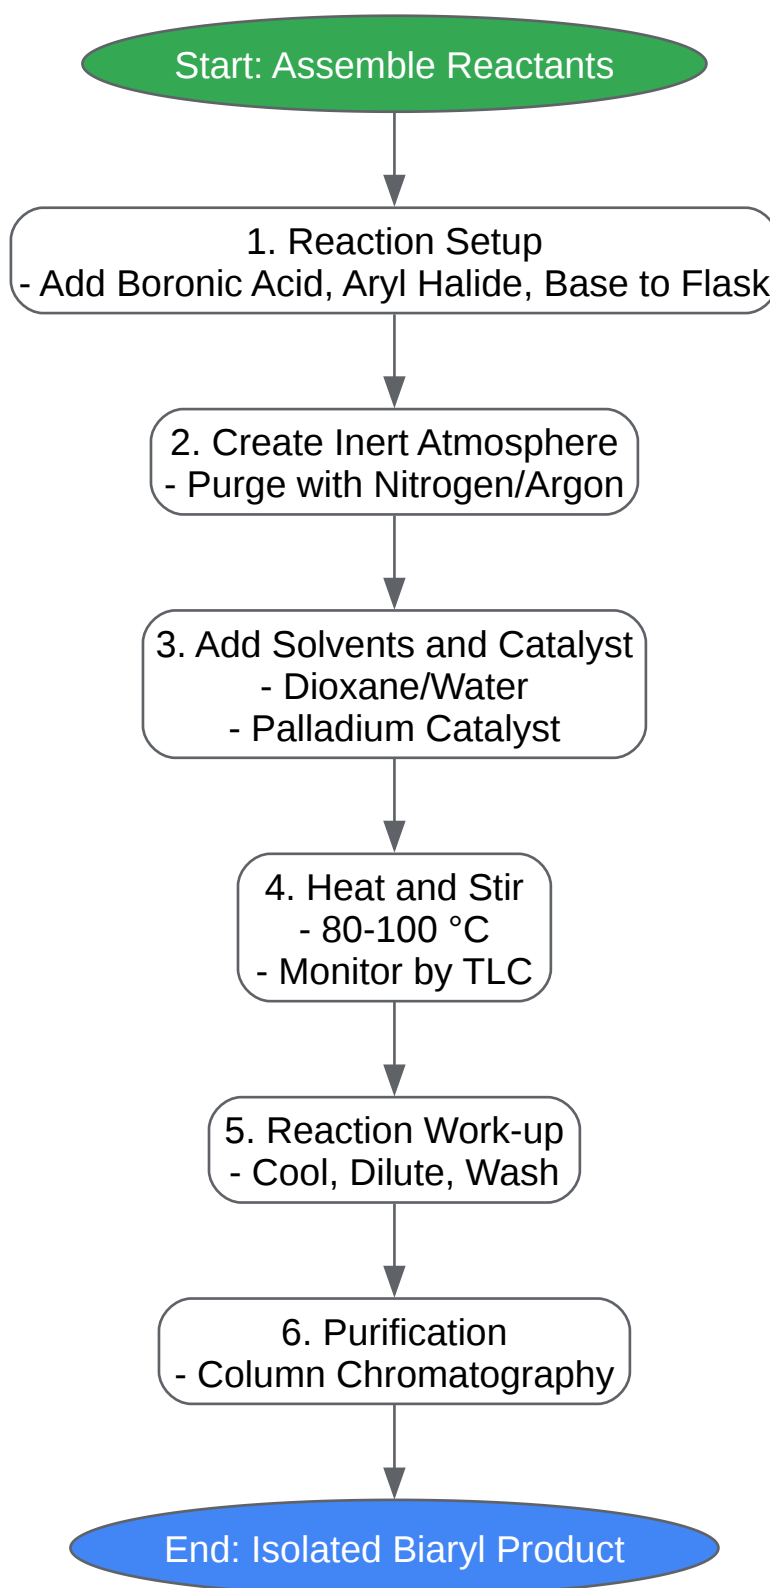 Start: Assemble Reactants
1. Reaction Setup
- Add Boronic Acid, Aryl Halide, Base to Flask
2. Create Inert Atmosphere
- Purge with Nitrogen/Argon
3. Add Solvents and Catalyst
- Dioxane/Water
- Palladium Catalyst
4. Heat and Stir
- 80-100 °C
- Monitor by TLC
5. Reaction Work-up
- Cool, Dilute, Wash
6. Purification
- Column Chromatography
End: Isolated Biaryl Product